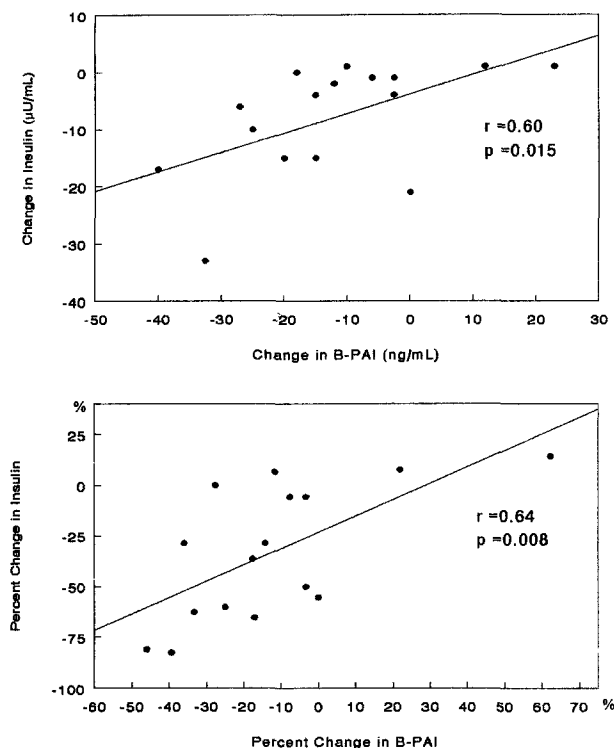 10
0
-10
-20
-30
-40
Change in Insulin (μU/mL)
r =0.60
p =0.015
-50 -40 -30 -20 -10 0 10 20 30
Change in B-PAI (ng/mL)
%
25
0
-25
-50
-75
-100
Percent Change in Insulin
r =0.64
p =0.008
-60 -50 -40 -30 -20 -10 0 10 20 30 40 50 60 70 %
Percent Change in B-PAI